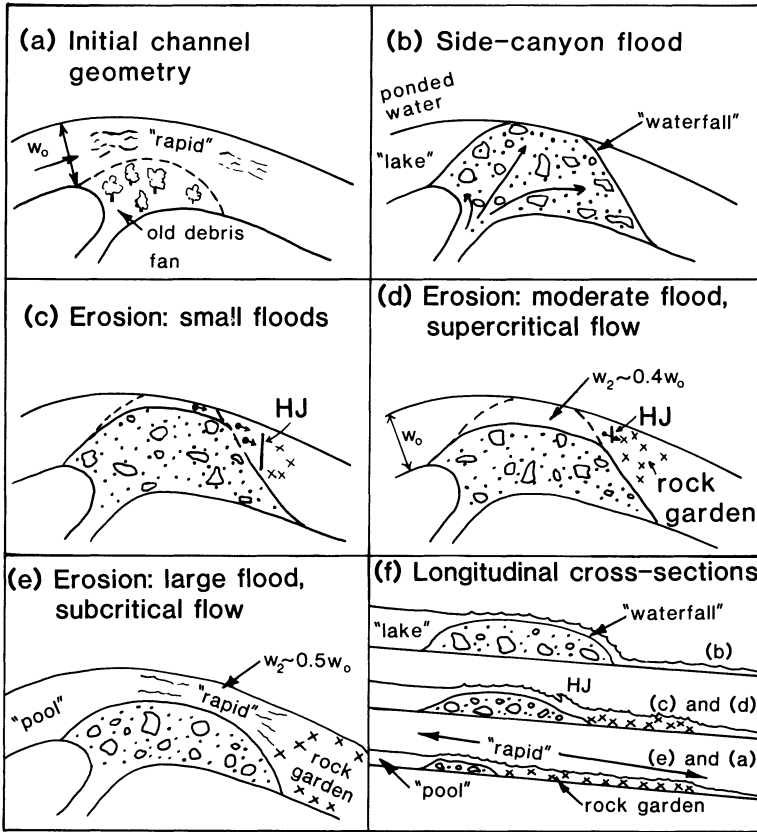 (a) Initial channel
geometry
w₀
"rapid"
old debris
fan
(b) Side-canyon flood
ponded
water
"waterfall"
"lake"
(c) Erosion: small floods
HJ
(d) Erosion: moderate flood,
supercritical flow
w₂~0.4w₀
HJ
w₀
rock
garden
(e) Erosion: large flood,
subcritical flow
w₂~0.5w₀
"rapid"
"pool"
rock
garden
(f) Longitudinal cross-sections
"waterfall"
"lake"
(b)
HJ
(c) and (d)
"rapid"
(e) and (a)
"pool"
rock garden